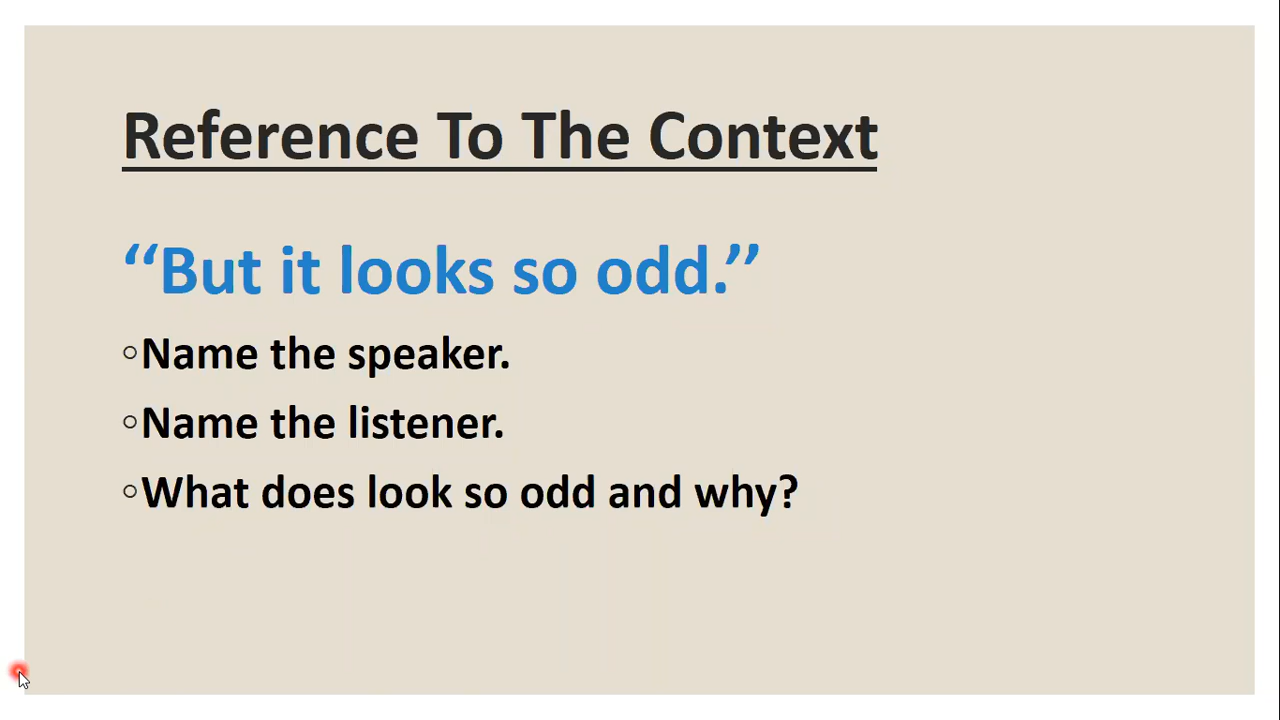 Reference To The Context
‘‘But it looks so odd.’’
◦Name the speaker.
◦Name the listener.
◦What does look so odd and why?